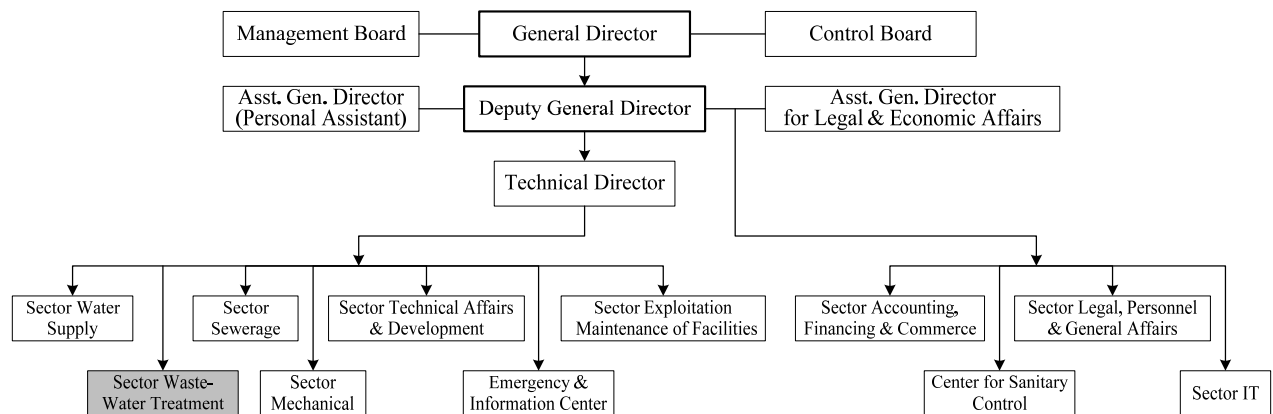 Management Board
General Director
Control Board
Asst. Gen. Director
(Personal Assistant)
Deputy General Director
Asst. Gen. Director
for Legal & Economic Affairs
Technical Director
Sector Water
Supply
Sector
Sewerage
Sector Technical Affairs
& Development
Sector Exploitation
Maintenance of Facilities
Sector Accounting,
Financing & Commerce
Sector Legal, Personnel
& General Affairs
Sector Waste-
Water Treatment
Sector
Mechanical
Emergency &
Information Center
Center for Sanitary
Control
Sector IT